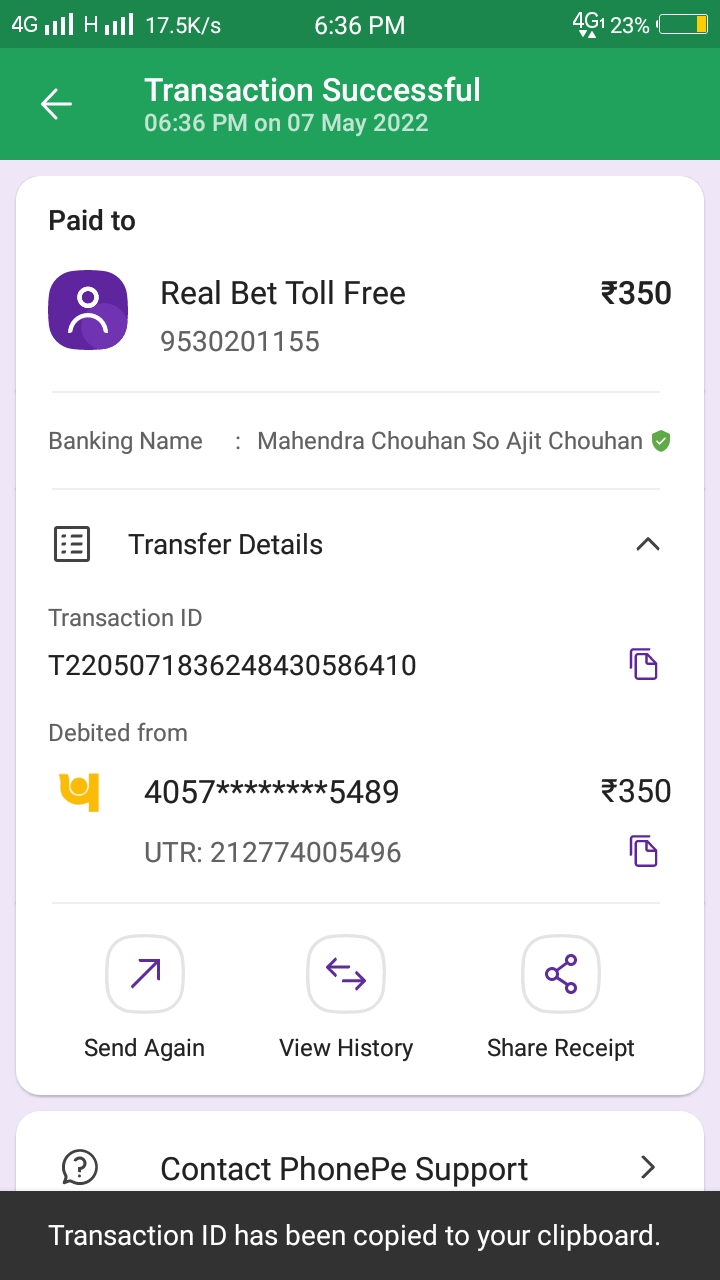 4G H 17.5K/s 6:36 PM 4G1 23%
Transaction Successful
06:36 PM on 07 May 2022
Paid to
Real Bet Toll Free ₹350
9530201155
Banking Name : Mahendra Chouhan So Ajit Chouhan
Transfer Details
Transaction ID
T2205071836248430586410
Debited from
4057********5489 ₹350
UTR: 212774005496
Send Again View History Share Receipt
Contact PhonePe Support
Transaction ID has been copied to your clipboard.